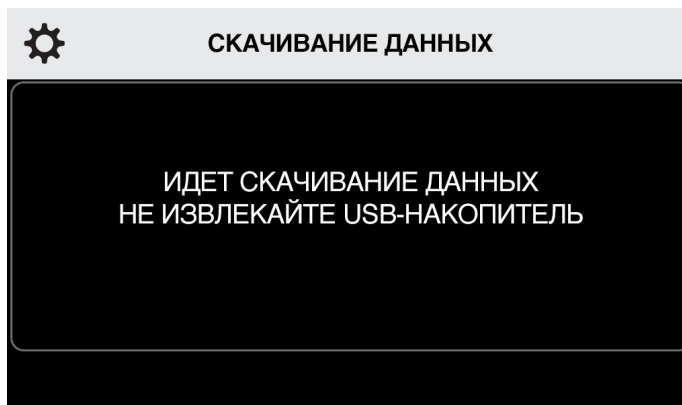 СКАЧИВАНИЕ ДАННЫХ
ИДЕТ СКАЧИВАНИЕ ДАННЫХ
НЕ ИЗВЛЕКАЙТЕ USB-НАКОПИТЕЛЬ